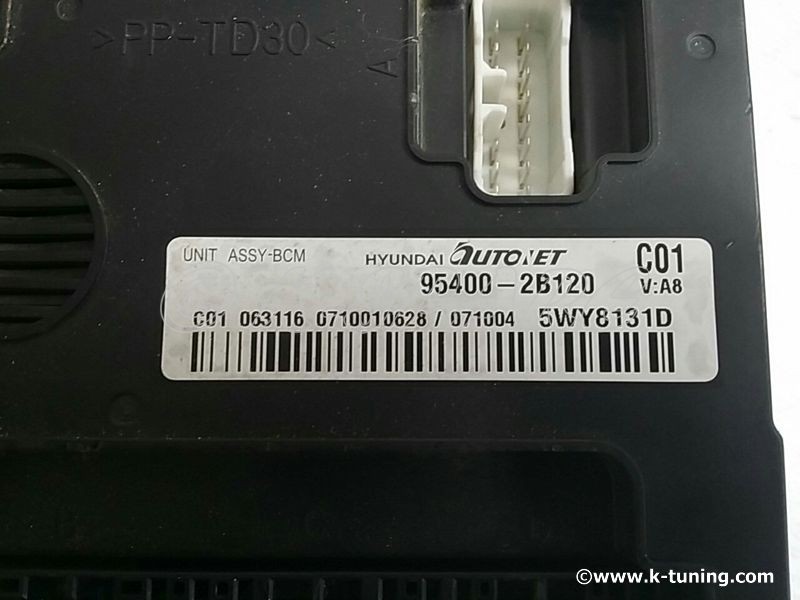 >PP-TD30<
A
UNIT ASSY-BCM HYUNDAI AUTONET C01
95400-2B120 V:A8
C01 063116 0710010628 / 071004 5WY8131D
©www.k-tuning.com